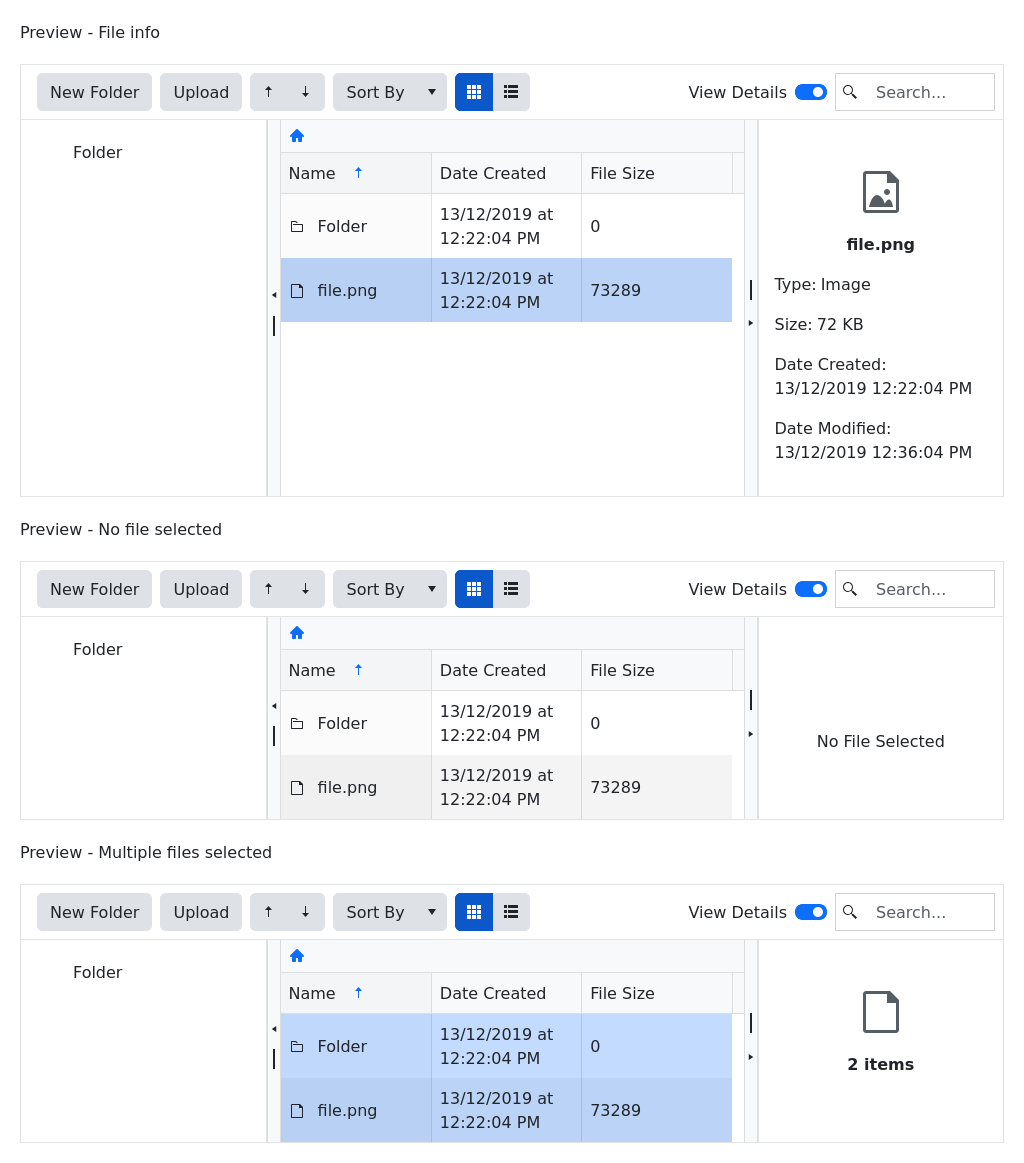 Preview - File info
New Folder Upload Sort By View Details Search...
Folder
Name Date Created File Size
Folder 13/12/2019 at 12:22:04 PM 0
file.png 13/12/2019 at 12:22:04 PM 73289
file.png
Type: Image
Size: 72 KB
Date Created:
13/12/2019 12:22:04 PM
Date Modified:
13/12/2019 12:36:04 PM
Preview - No file selected
New Folder Upload Sort By View Details Search...
Folder
Name Date Created File Size
Folder 13/12/2019 at 12:22:04 PM 0
file.png 13/12/2019 at 12:22:04 PM 73289
No File Selected
Preview - Multiple files selected
New Folder Upload Sort By View Details Search...
Folder
Name Date Created File Size
Folder 13/12/2019 at 12:22:04 PM 0
file.png 13/12/2019 at 12:22:04 PM 73289
2 items